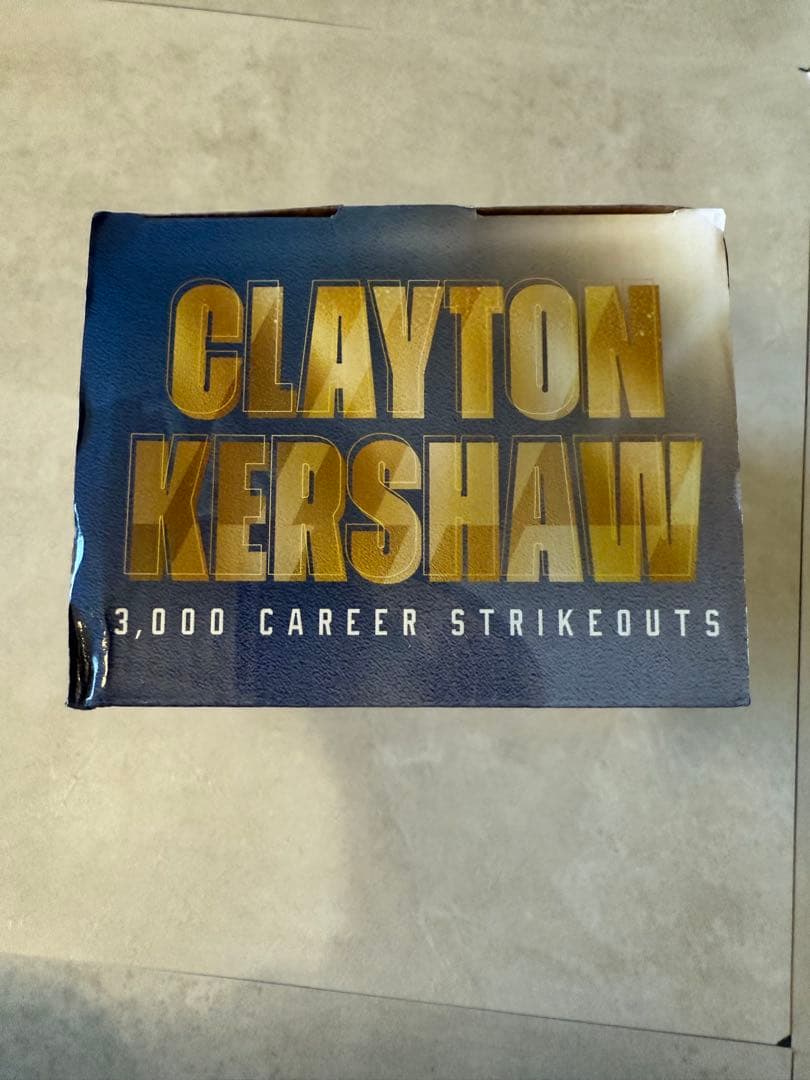 CLAYTON
KERSHAW
3,000 CAREER STRIKEOUTS